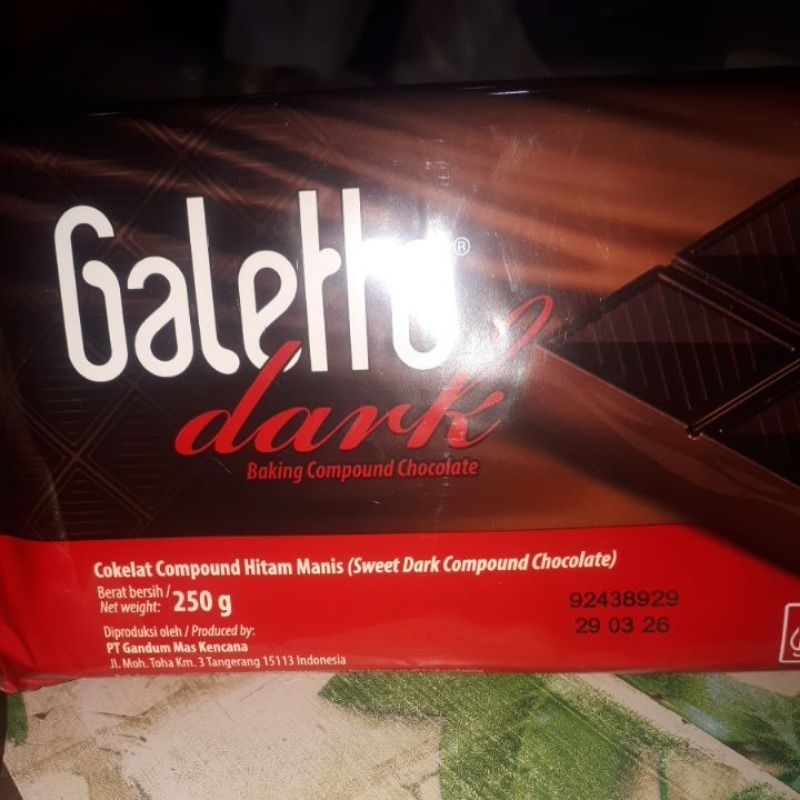 Galetto®
dark
Baking Compound Chocolate
Cokelat Compound Hitam Manis (Sweet Dark Compound Chocolate)
Berat bersih /
Net weight: 250 g
Diproduksi oleh / Produced by:
PT Gandum Mas Kencana
Jl. Moh. Toha Km. 3 Tangerang 15113 Indonesia
92438929
29 03 26